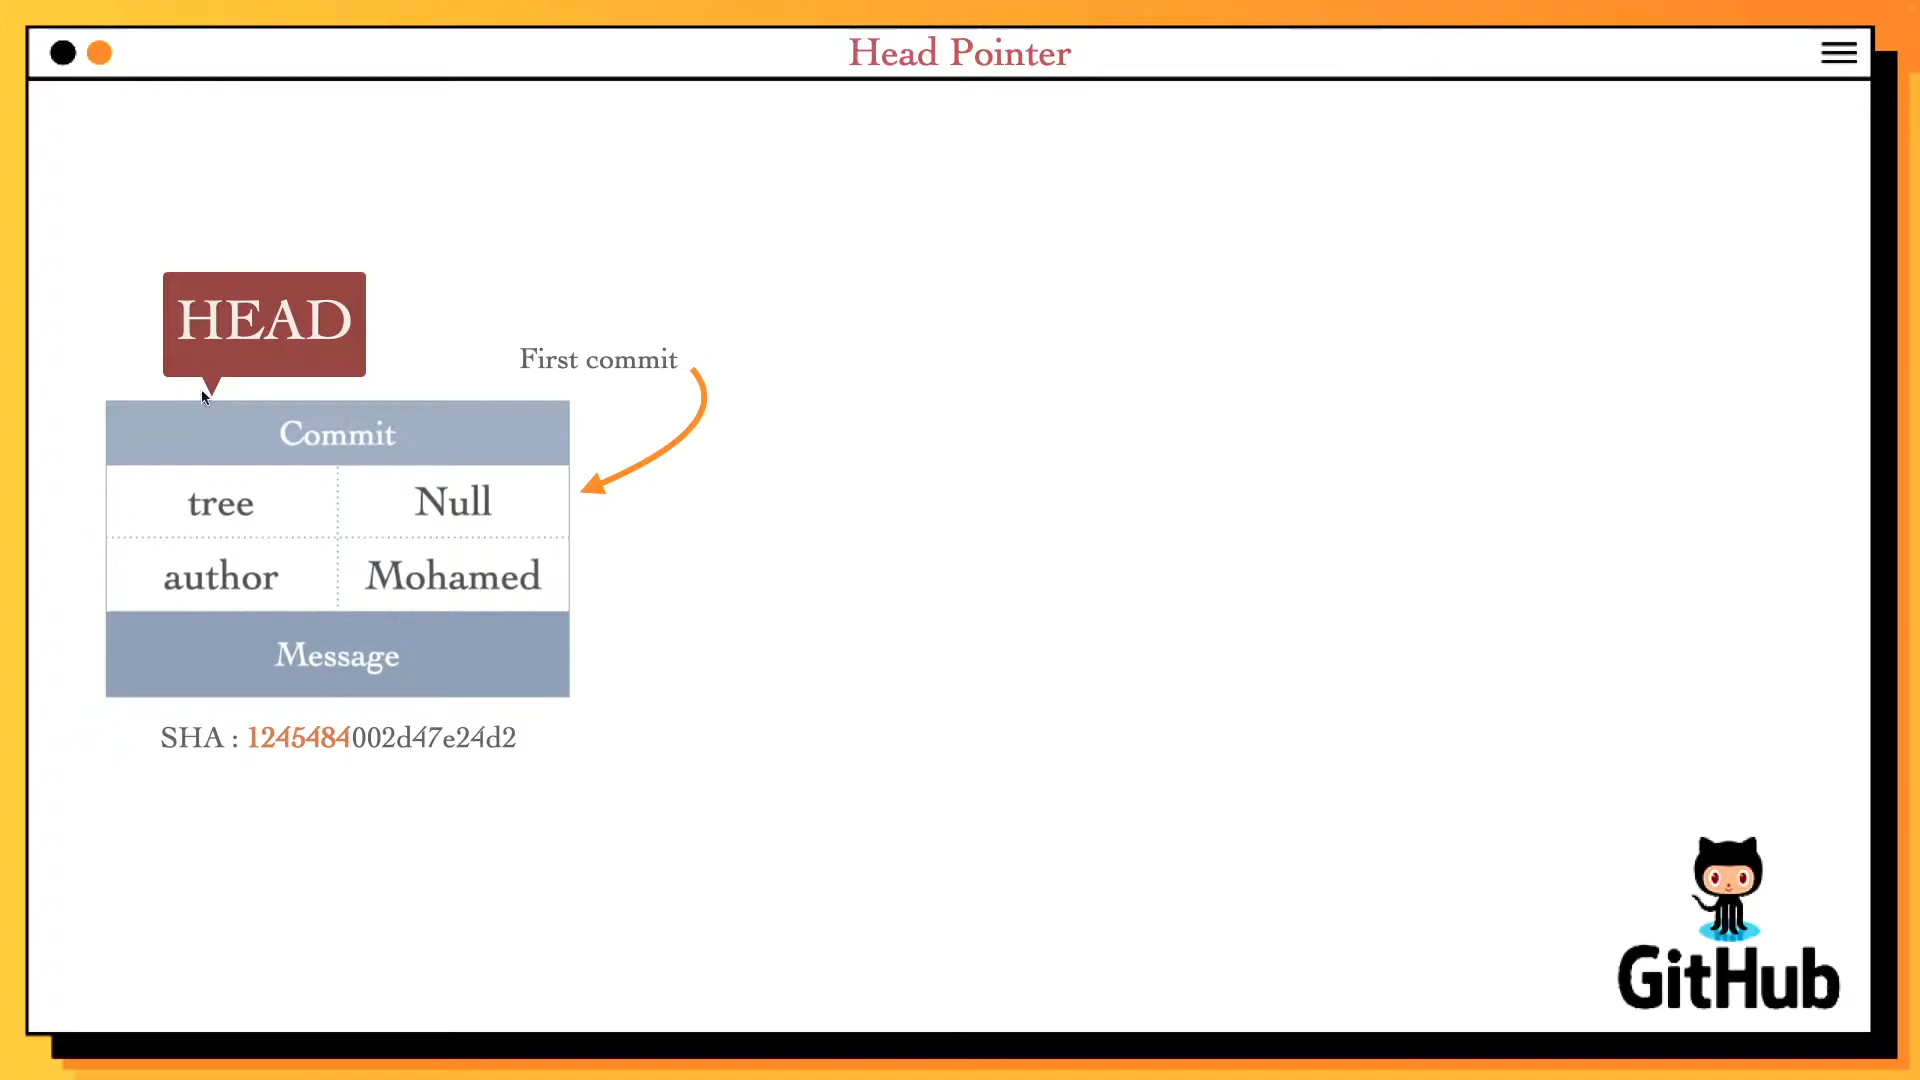 Head Pointer
HEAD
First commit
Commit
tree Null
author Mohamed
Message
SHA : 1245484002d47e24d2
GitHub